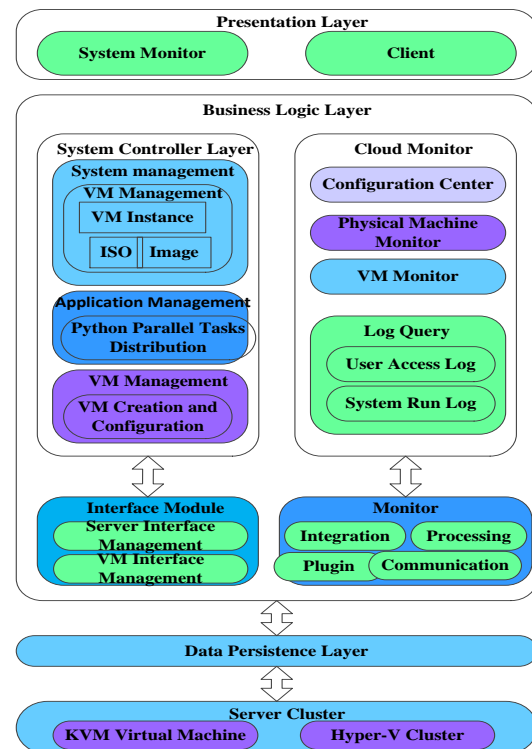 Presentation Layer
System Monitor
Client
Business Logic Layer
System Controller Layer
System management
VM Management
VM Instance
ISO
Image
Application Management
Python Parallel Tasks
Distribution
VM Management
VM Creation and
Configuration
Cloud Monitor
Configuration Center
Physical Machine
Monitor
VM Monitor
Log Query
User Access Log
System Run Log
Interface Module
Server Interface
Management
VM Interface
Management
Monitor
Integration
Processing
Plugin
Communication
Data Persistence Layer
Server Cluster
KVM Virtual Machine
Hyper-V Cluster